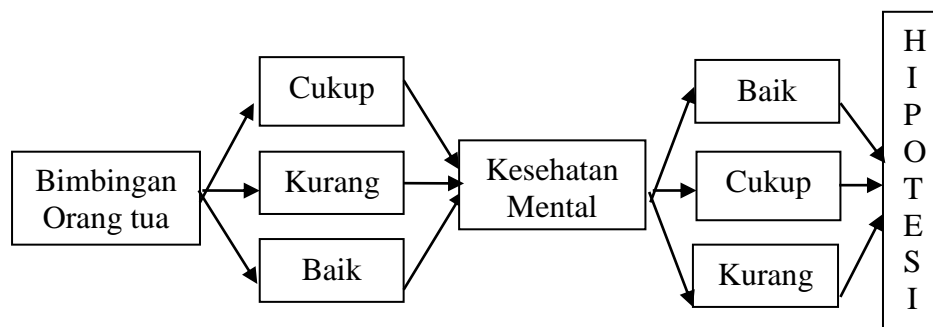 Bimbingan
Orang tua
Cukup
Kurang
Baik
Kesehatan
Mental
Baik
Cukup
Kurang
H
I
P
O
T
E
S
I